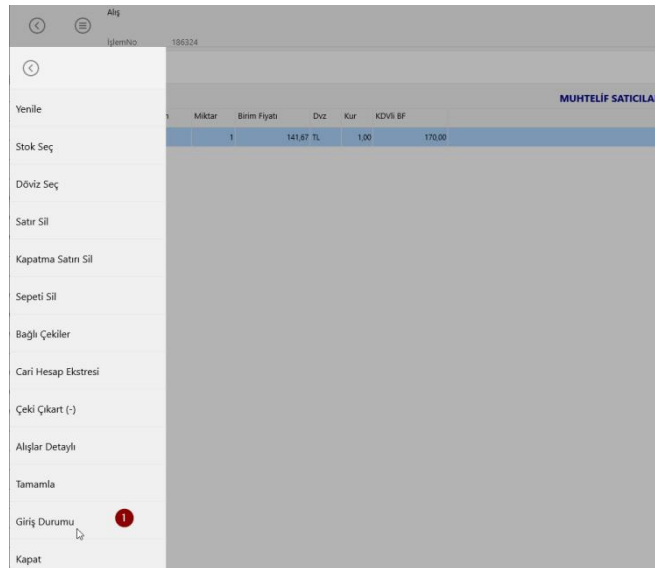 Alış
İşlemNo 186324
MUHTELİF SATICILA
Miktar Birim Fiyatı Dvz Kur KDVli BF
1 141,67 TL 1,00 170,00
Yenile
Stok Seç
Döviz Seç
Satır Sil
Kapatma Satırı Sil
Sepeti Sil
Bağlı Çekiler
Cari Hesap Ekstresi
Çeki Çıkart (-)
Alışlar Detaylı
Tamamla
Giriş Durumu 1
Kapat